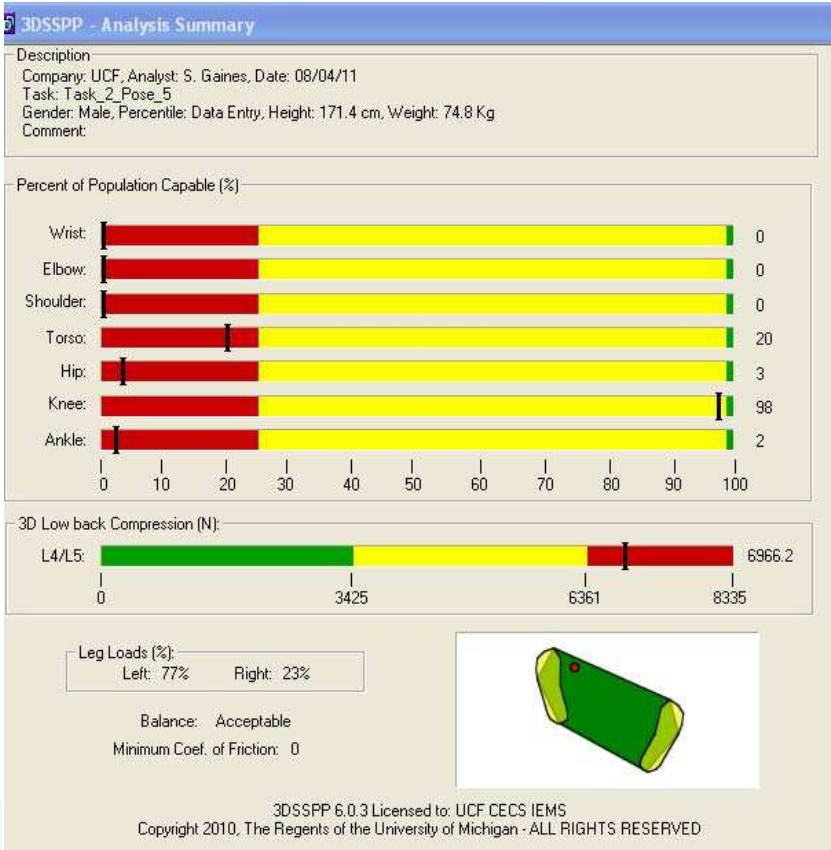 3DSSPP - Analysis Summary
Description
Company: UCF, Analyst: S. Gaines, Date: 08/04/11
Task: Task_2_Pose_5
Gender: Male, Percentile: Data Entry, Height: 171.4 cm, Weight: 74.8 Kg
Comment:
Percent of Population Capable (%)
Wrist: 0
Elbow: 0
Shoulder: 0
Torso: 20
Hip: 3
Knee: 98
Ankle: 2
0 10 20 30 40 50 60 70 80 90 100
3D Low back Compression (N):
L4/L5: 6966.2
0 3425 6361 8335
Leg Loads (%):
Left: 77% Right: 23%
Balance: Acceptable
Minimum Coef. of Friction: 0
3DSSPP 6.0.3 Licensed to: UCF CECS IEMS
Copyright 2010, The Regents of the University of Michigan - ALL RIGHTS RESERVED